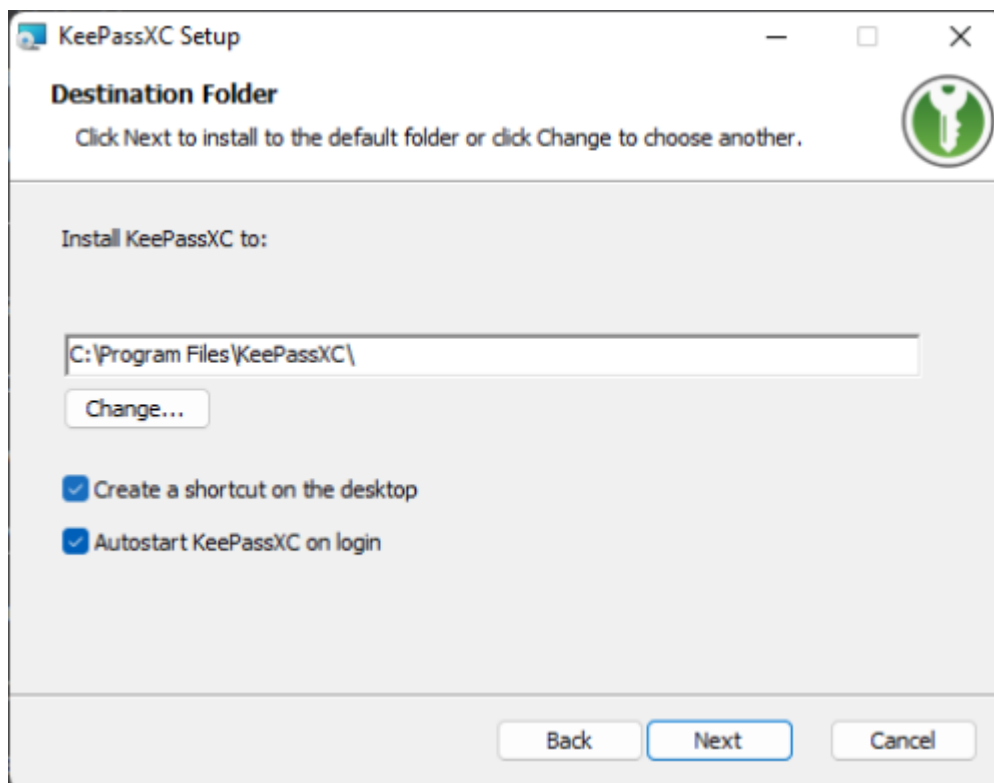 KeePassXC Setup
Destination Folder
Click Next to install to the default folder or click Change to choose another.
Install KeePassXC to:
C:\Program Files\KeePassXC\
Change...
Create a shortcut on the desktop
Autostart KeePassXC on login
Back Next Cancel